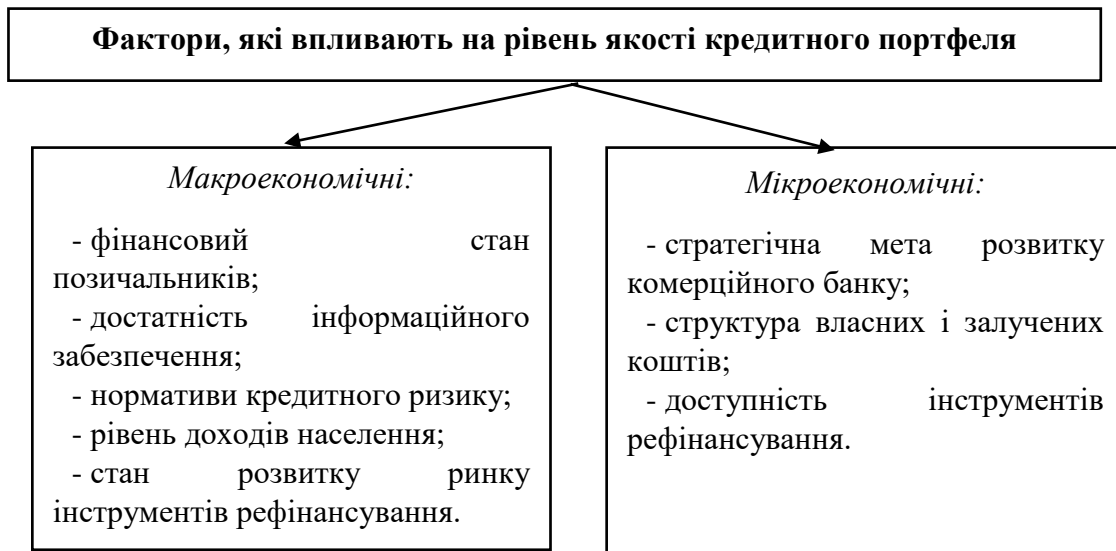 Фактори, які впливають на рівень якості кредитного портфеля
Макроекономічні:
- фінансовий стан
позичальників;
- достатність інформаційного
забезпечення;
- нормативи кредитного ризику;
- рівень доходів населення;
- стан розвитку ринку
інструментів рефінансування.
Мікроекономічні:
- стратегічна мета розвитку
комерційного банку;
- структура власних і залучених
коштів;
- доступність інструментів
рефінансування.